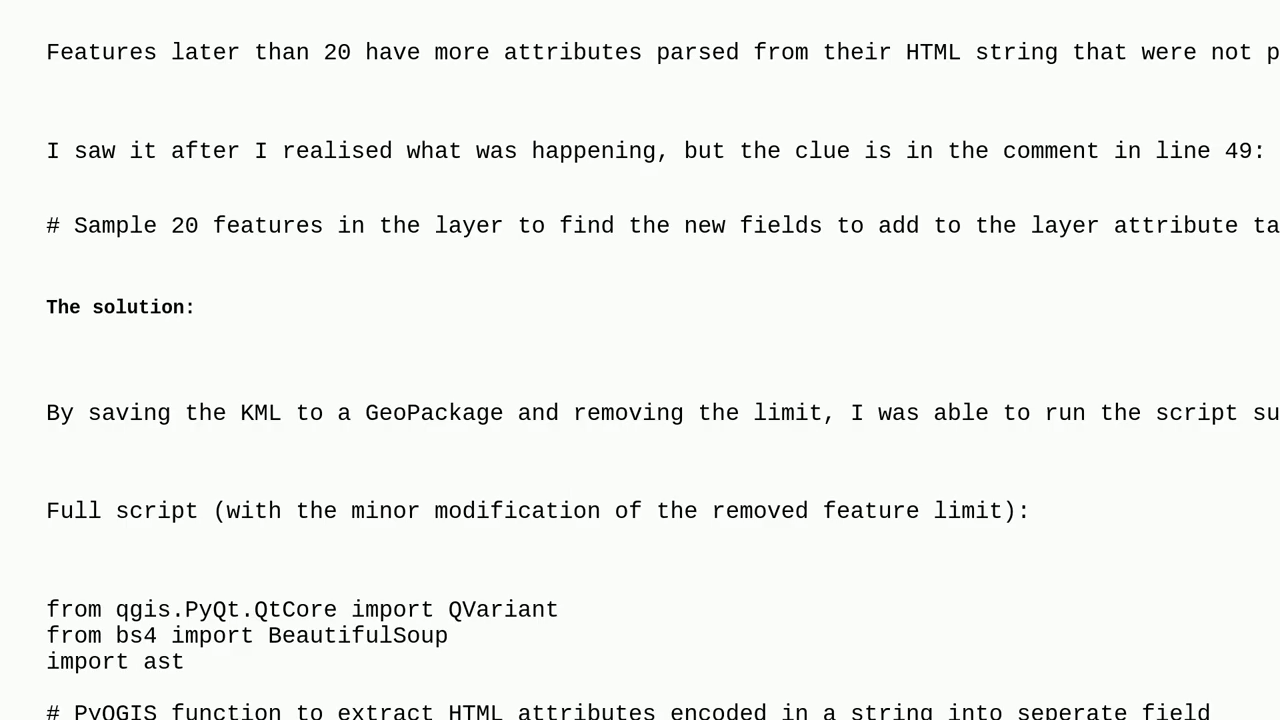 Features later than 20 have more attributes parsed from their HTML string that were not
I saw it after I realised what was happening, but the clue is in the comment in line 49:
# Sample 20 features in the layer to find the new fields to add to the layer attribute
The solution:
By saving the KML to a GeoPackage and removing the limit, I was able to run the script
Full script (with the minor modification of the removed feature limit):
from qgis.PyQt.QtCore import QVariant
from bs4 import BeautifulSoup
import ast
# PyQGIS function to extract HTML attributes encoded in a string into seperate field